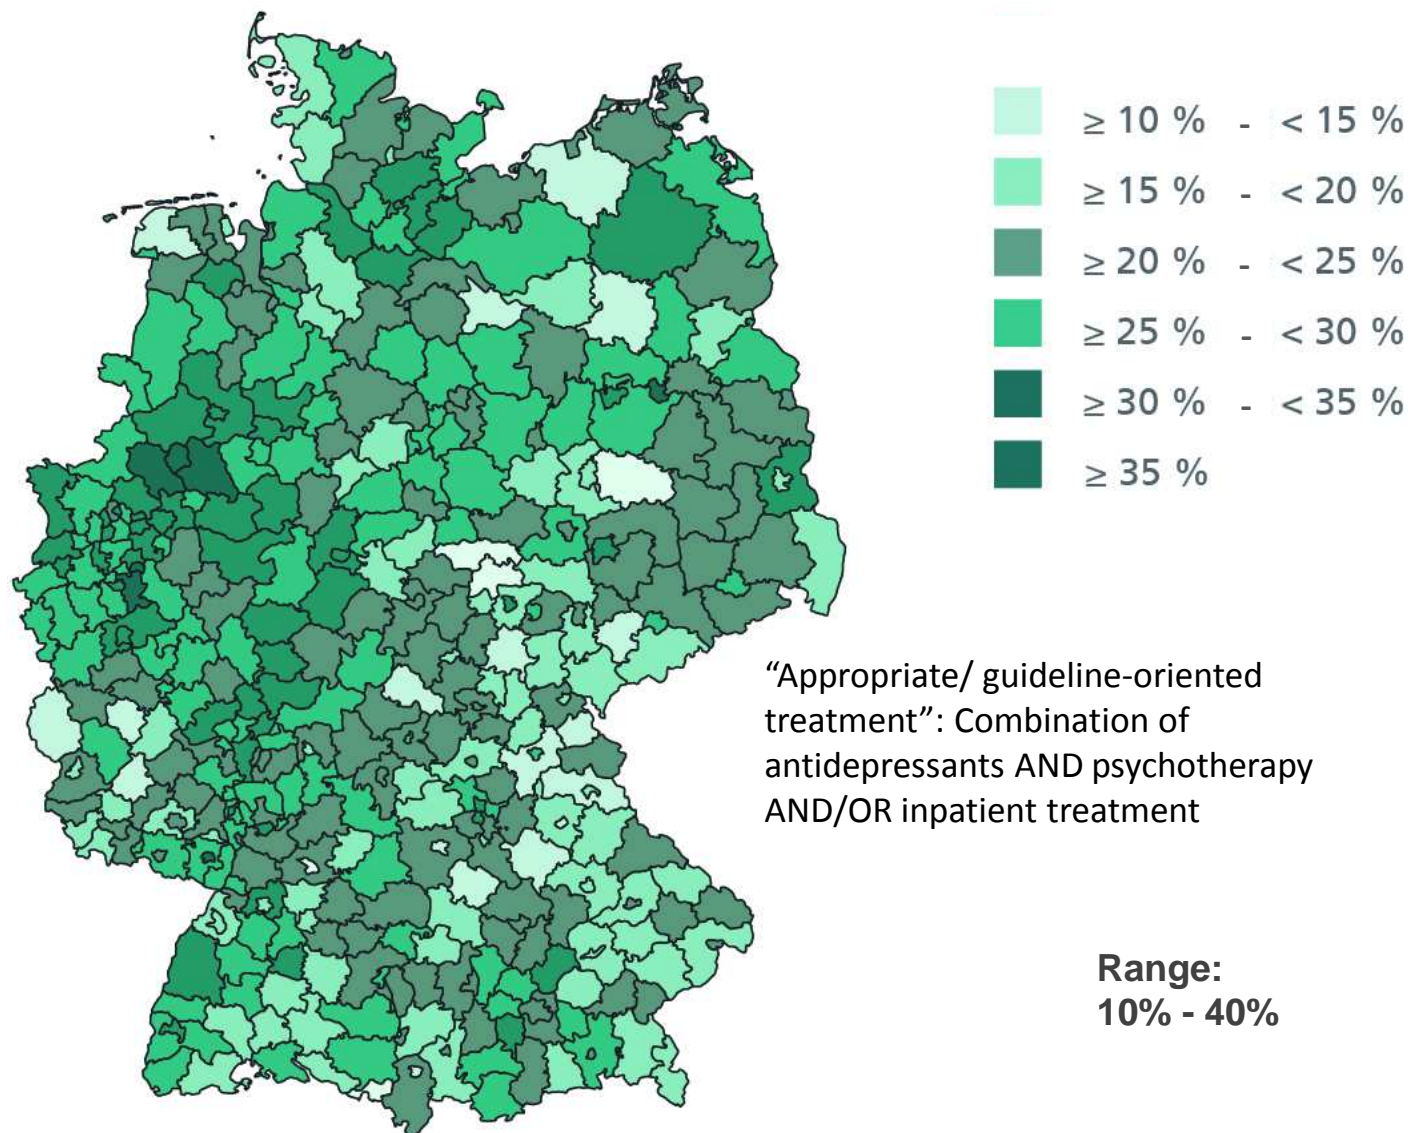 ≥ 10 % - < 15 %
≥ 15 % - < 20 %
≥ 20 % - < 25 %
≥ 25 % - < 30 %
≥ 30 % - < 35 %
≥ 35 %
“Appropriate/ guideline-oriented
treatment”: Combination of
antidepressants AND psychotherapy
AND/OR inpatient treatment
Range:
10% - 40%